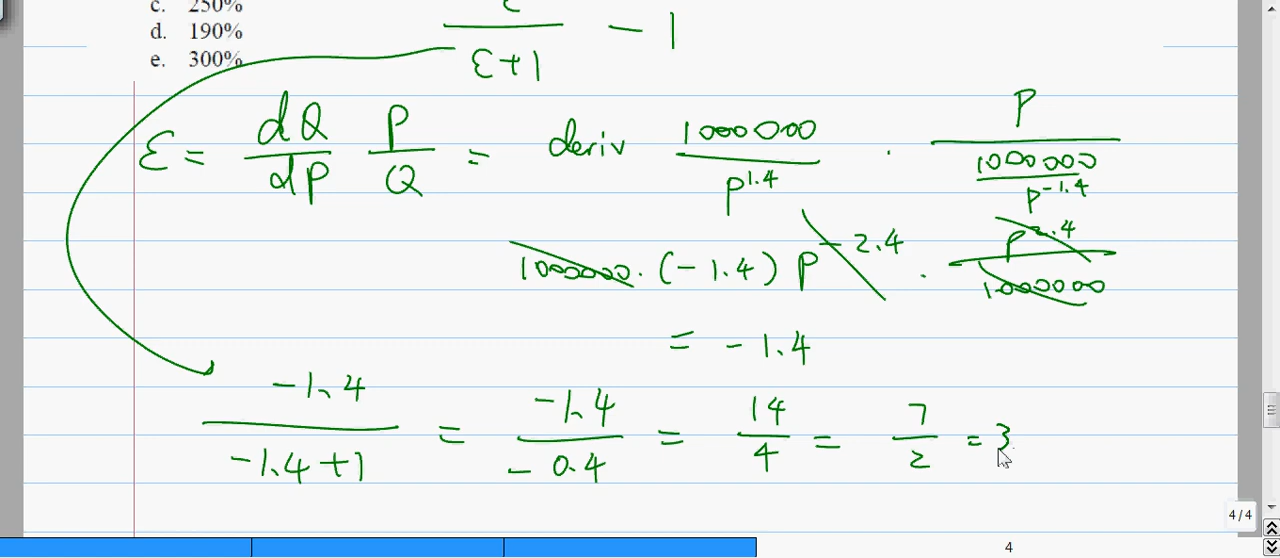 c. 250%
d. 190%
e. 300%
ε+1 - 1
ε = dQ/dP P/Q = deriv 1000000/P^1.4 · P/(1000000/P^-1.4)
1000000 · (-1.4) P^-2.4 · P^2.4/1000000
= -1.4
-1.4/(-1.4+1) = -1.4/-0.4 = 14/4 = 7/2 = 3
4/4
4